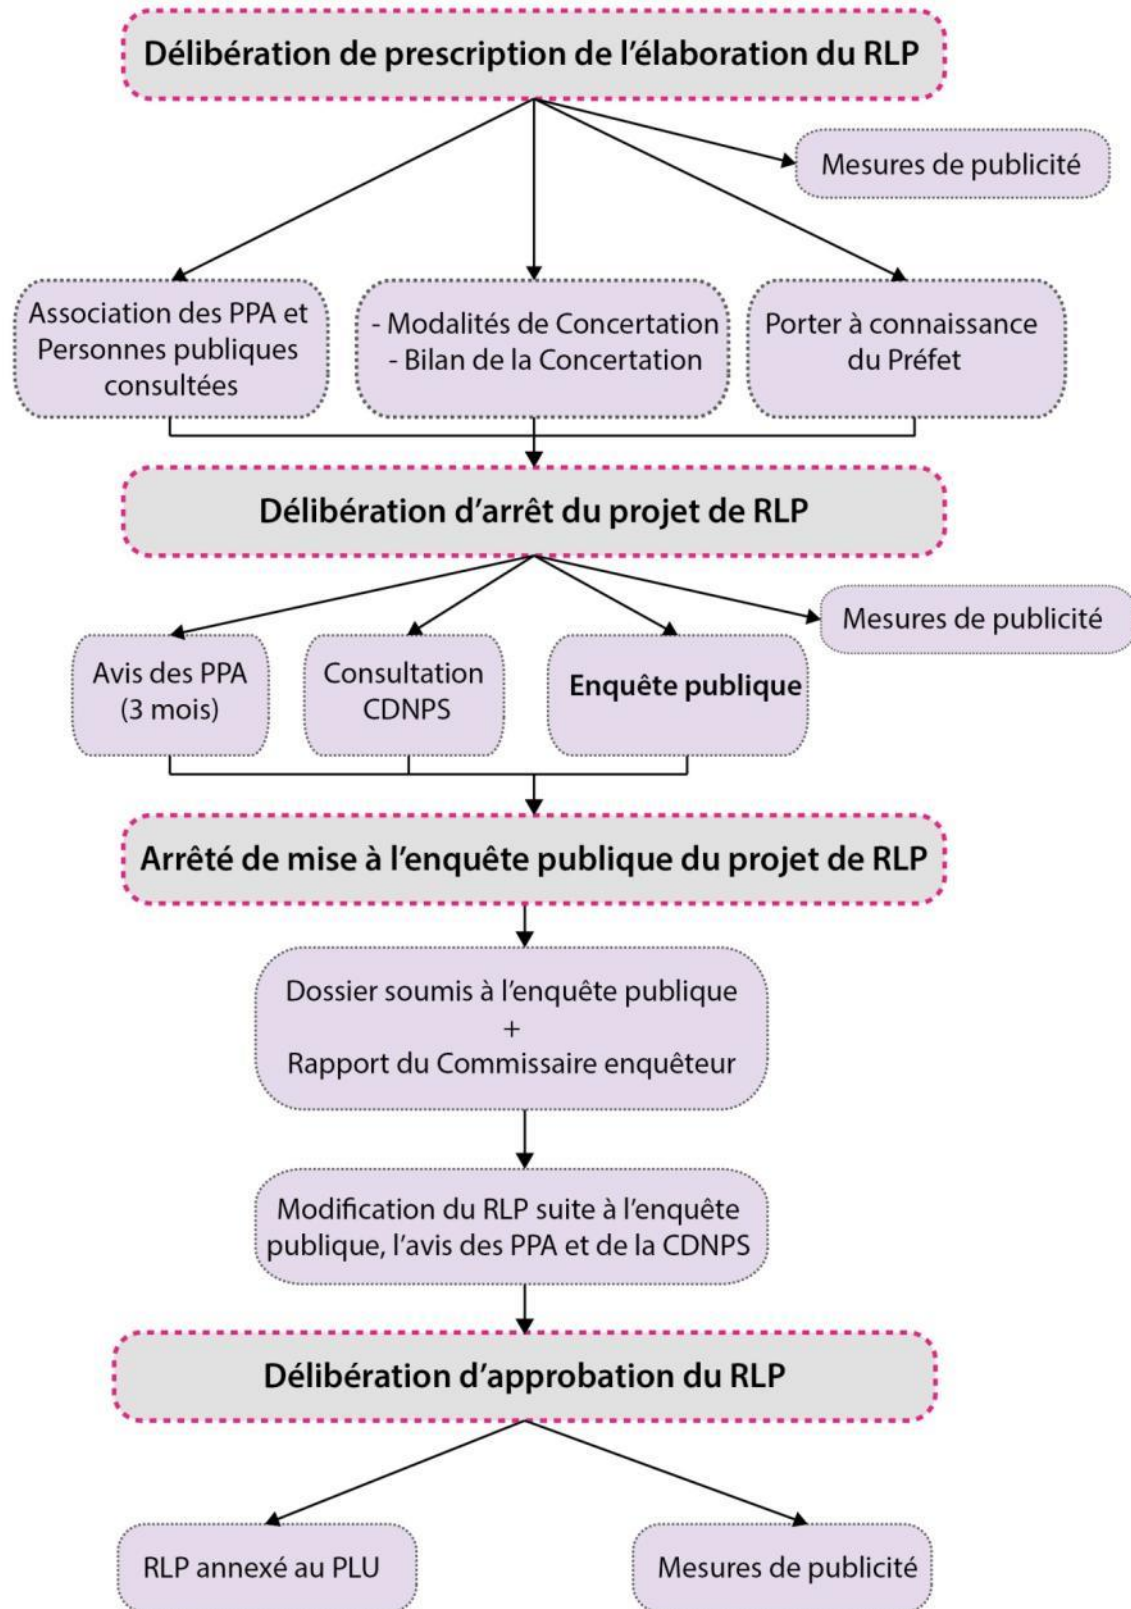 Délibération de prescription de l'élaboration du RLP
Mesures de publicité
Association des PPA et
Personnes publiques
consultées
- Modalités de Concertation
- Bilan de la Concertation
Porter à connaissance
du Préfet
Délibération d'arrêt du projet de RLP
Mesures de publicité
Avis des PPA
(3 mois)
Consultation
CDNPS
Enquête publique
Arrêté de mise à l'enquête publique du projet de RLP
Dossier soumis à l'enquête publique
+
Rapport du Commissaire enquêteur
Modification du RLP suite à l'enquête
publique, l'avis des PPA et de la CDNPS
Délibération d'approbation du RLP
RLP annexé au PLU
Mesures de publicité